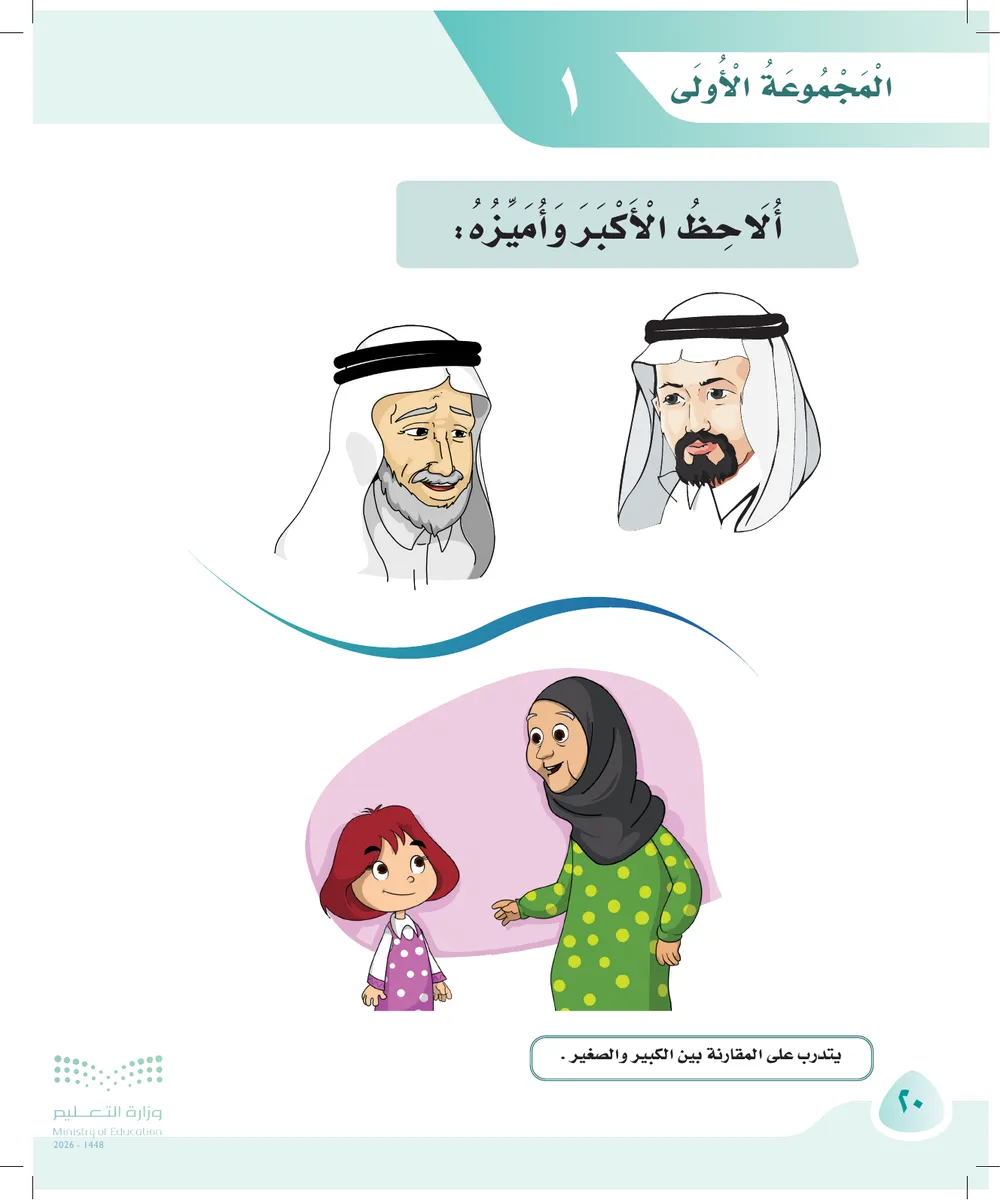 الْمَجْمُوعَةُ الْأُولَى
١
أُلَاحِظُ الْأَكْبَرَ وَأُمَيِّزُهُ :
يتدرب على المقارنة بين الكبير والصغير .
٢٠
وزارة التعـــليم
Ministry of Education
2026 - 1448